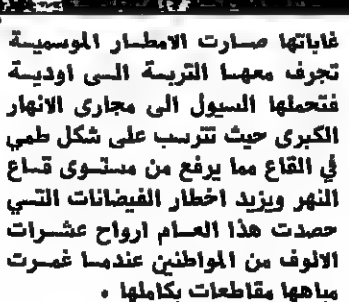 غاباتها صارت الامطار الموسمية
تجرف معها التربة الى اودية
فتحملها السيول الى مجارى الانهار
الكبرى حيث تترسب على شكل طمي
في القاع مما يرفع من مستوى قاع
النهر ويزيد اخطار الفيضانات التي
حصدت هذا العام ارواح عشرات
الالوف من المواطنين عندما غمرت
مياهها مقاطعات بكاملها .